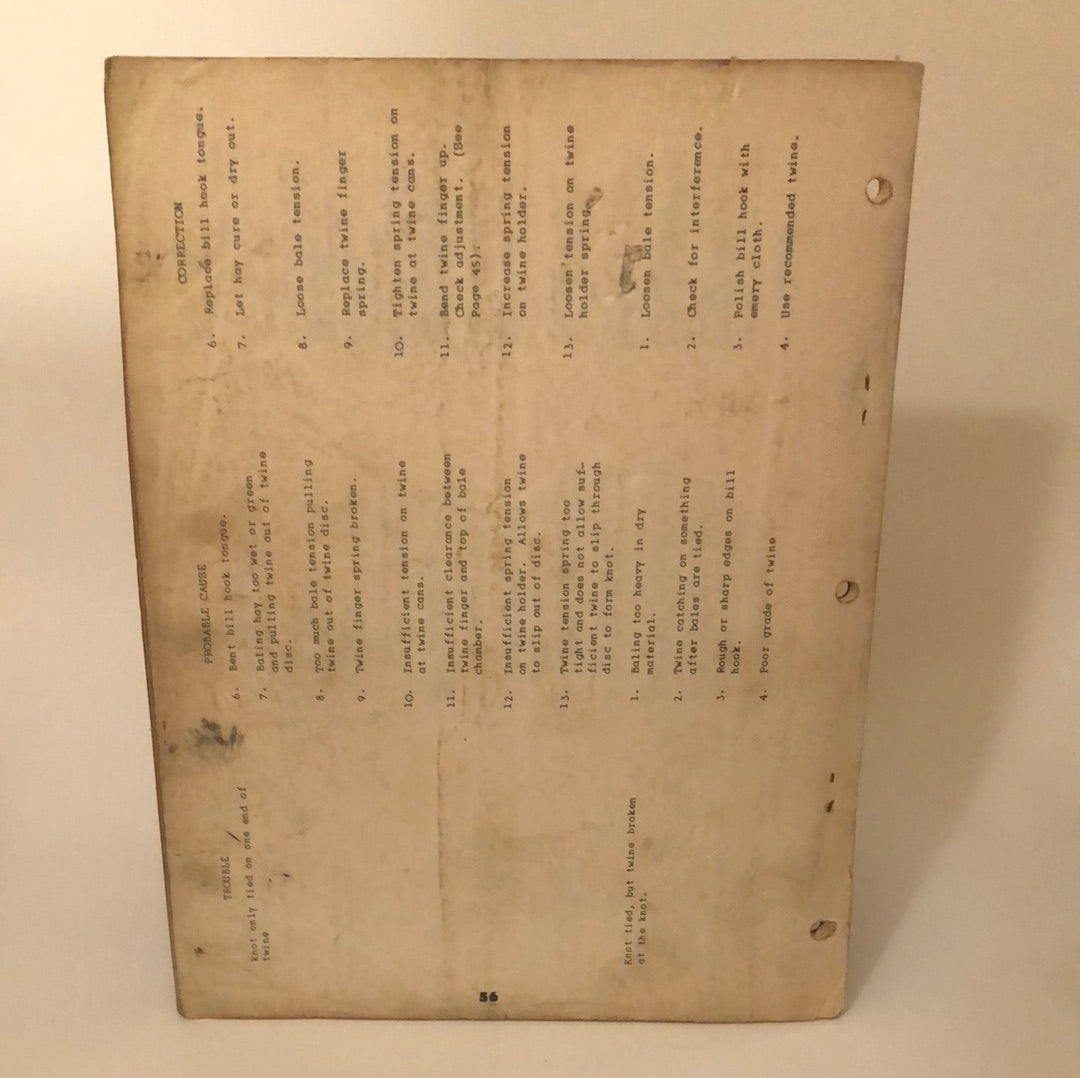 TROUBLE
Knot only tied on one end of
twine
Knot tied, but twine broken
at the knot.
PROBABLE CAUSE
6. Bent bill hook tongue.
7. Baling hay too wet or green
and pulling twine out of twine
disc.
8. Too much bale tension pulling
twine out of twine disc.
9. Twine finger spring broken.
10. Insufficient tension on twine
at twine cans.
11. Insufficient clearance between
twine finger and top of bale
chamber.
12. Insufficient spring tension
on twine holder. Allows twine
to slip out of disc.
13. Twine tension spring too
tight and does not allow suf-
ficient twine to slip through
disc to form knot.
1. Baling too heavy in dry
material.
2. Twine catching on something
after bales are tied.
3. Rough or sharp edges on bill
hook.
4. Poor grade of twine
CORRECTION
6. Replace bill hook tongue.
7. Let hay cure or dry out.
8. Loose bale tension.
9. Replace twine finger
spring.
10. Tighten spring tension on
twine at twine cans.
11. Bend twine finger up.
Check adjustment. (See
Page 45).
12. Increase spring tension
on twine holder.
13. Loosen tension on twine
holder spring.
1. Loosen bale tension.
2. Check for interference.
3. Polish bill hook with
emery cloth.
4. Use recommended twine.
56